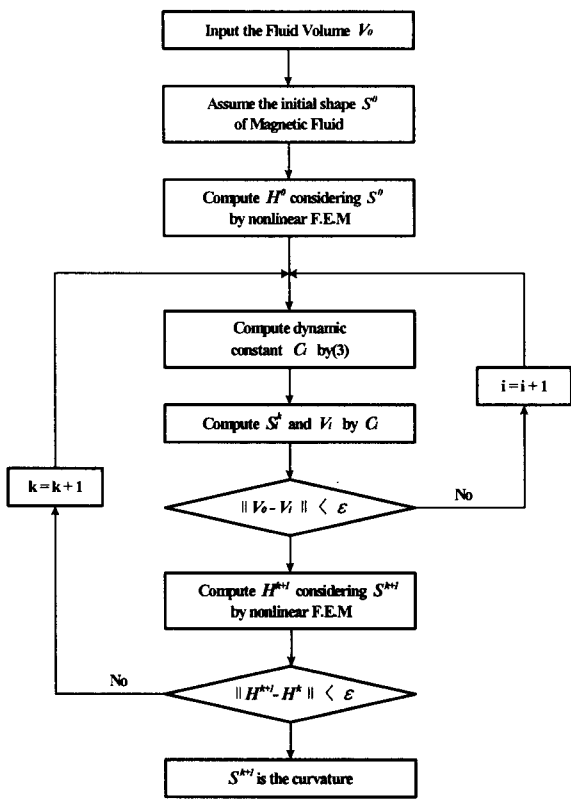 Input the Fluid Volume V₀
Assume the initial shape S⁰
of Magnetic Fluid
Compute H⁰ considering S⁰
by nonlinear F.E.M
Compute dynamic
constant Cᵢ by(3)
i = i + 1
Compute Sᵢᵏ and Vᵢ by Cᵢ
k = k + 1
‖ V₀ - Vᵢ ‖ < ε
No
Compute Hᵏ⁺¹ considering Sᵏ⁺¹
by nonlinear F.E.M
No
‖ Hᵏ⁺¹ - Hᵏ ‖ < ε
Sᵏ⁺¹ is the curvature